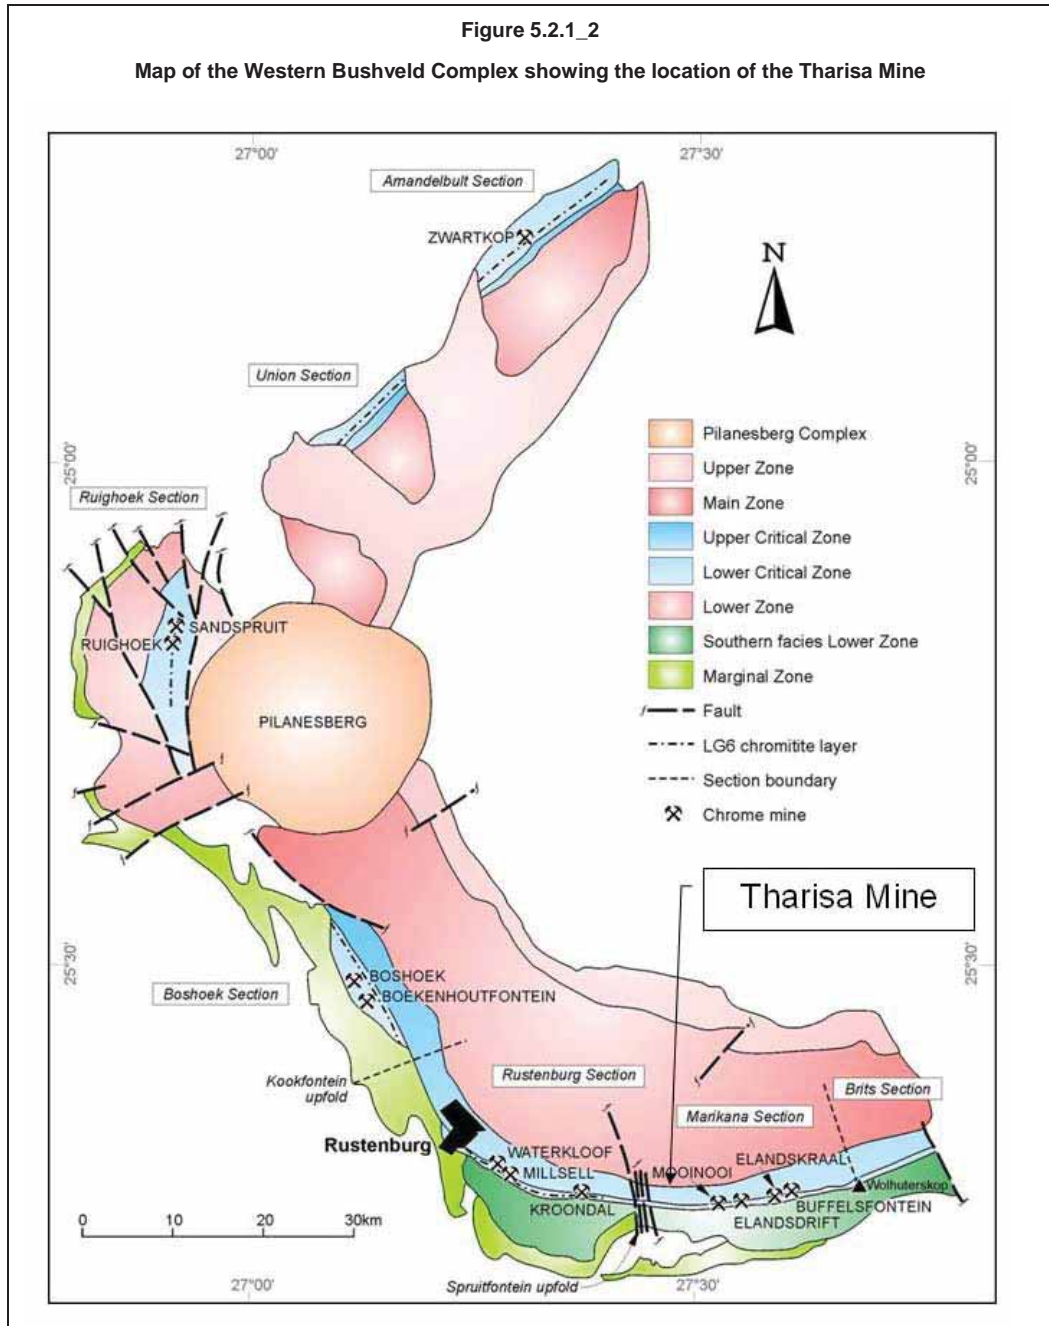 Figure 5.2.1_2
Map of the Western Bushveld Complex showing the location of the Tharisa Mine
27°00'
27°30'
Amandelbult Section
ZWARTKOP
N
Union Section
25°00'
25°00'
Ruighoek Section
SANDSPRUIT
RUIGHOEK
PILANESBERG
Pilanesberg Complex
Upper Zone
Main Zone
Upper Critical Zone
Lower Critical Zone
Lower Zone
Southern facies Lower Zone
Marginal Zone
f
Fault
LG6 chromitite layer
Section boundary
Chrome mine
Tharisa Mine
25°30'
25°30'
BOSHOEK
BOEKENHOUTFONTEIN
Boshoek Section
Kookfontein
upfold
Rustenburg Section
Brits Section
Marikana Section
Rustenburg
WATERKLOOF
MILLSELL
KROONDAL
MOOINOOI
ELANDSKRAAL
Wolhuterskop
BUFFELSFONTEIN
ELANDSDRIFT
0 10 20 30km
Spruitfontein upfold
27°00'
27°30'